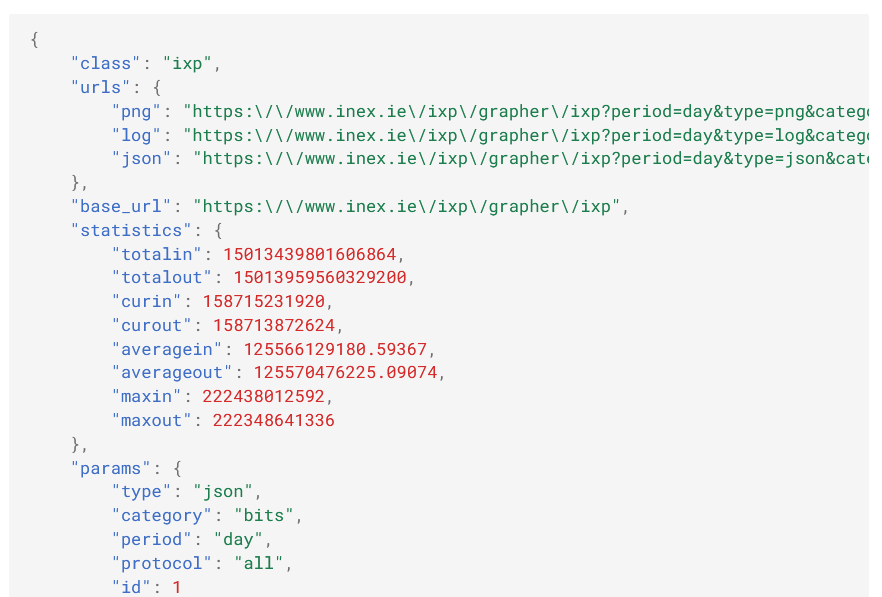 {
"class": "ixp",
"urls": {
"png": "https:\/\/www.inex.ie\/ixp\/grapher\/ixp?period=day&type=png&catego
"log": "https:\/\/www.inex.ie\/ixp\/grapher\/ixp?period=day&type=log&catego
"json": "https:\/\/www.inex.ie\/ixp\/grapher\/ixp?period=day&type=json&cate
},
"base_url": "https:\/\/www.inex.ie\/ixp\/grapher\/ixp",
"statistics": {
"totalin": 15013439801606864,
"totalout": 15013959560329200,
"curin": 158715231920,
"curout": 158713872624,
"averagein": 125566129180.59367,
"averageout": 125570476225.09074,
"maxin": 222438012592,
"maxout": 222348641336
},
"params": {
"type": "json",
"category": "bits",
"period": "day",
"protocol": "all",
"id": 1